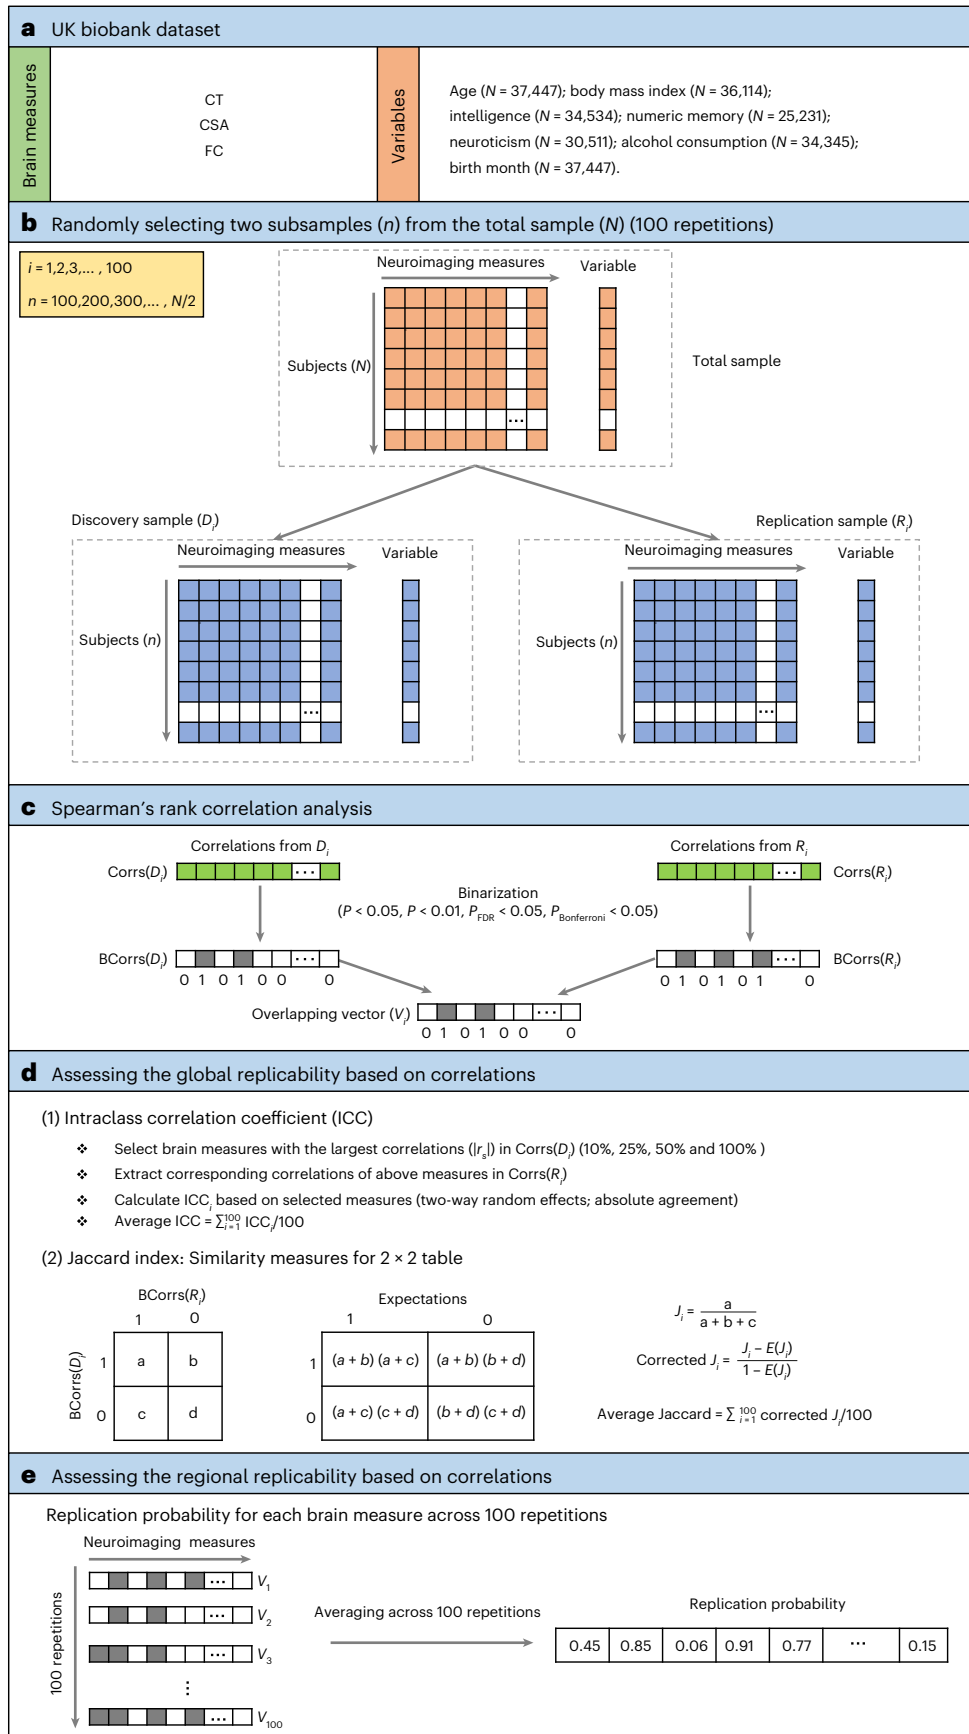 a UK biobank dataset
Brain measures
CT
CSA
FC
Variables
Age (N = 37,447); body mass index (N = 36,114);
intelligence (N = 34,534); numeric memory (N = 25,231);
neuroticism (N = 30,511); alcohol consumption (N = 34,345);
birth month (N = 37,447).
b Randomly selecting two subsamples (n) from the total sample (N) (100 repetitions)
i = 1,2,3,... , 100
n = 100,200,300,... , N/2
Neuroimaging measures
Variable
Subjects (N)
...
Total sample
Discovery sample (Di)
Neuroimaging measures
Variable
Subjects (n)
...
Replication sample (Ri)
Neuroimaging measures
Variable
Subjects (n)
...
c Spearman's rank correlation analysis
Correlations from Di
Corrs(Di)
...
Correlations from Ri
...
Corrs(Ri)
Binarization
(P < 0.05, P < 0.01, PFDR < 0.05, PBonferroni < 0.05)
BCorrs(Di)
...
0 1 0 1 0 0 0
...
BCorrs(Ri)
0 1 0 1 0 1 0
Overlapping vector (Vi)
...
0 1 0 1 0 0 0
d Assessing the global replicability based on correlations
(1) Intraclass correlation coefficient (ICC)
❖ Select brain measures with the largest correlations (|rs|) in Corrs(Di) (10%, 25%, 50% and 100% )
❖ Extract corresponding correlations of above measures in Corrs(Ri)
❖ Calculate ICCi based on selected measures (two-way random effects; absolute agreement)
❖ Average ICC = ∑100 i = 1 ICCi/100
(2) Jaccard index: Similarity measures for 2 × 2 table
BCorrs(Ri)
1 0
BCorrs(Di)
1 a b
0 c d
Expectations
1 0
1 (a + b) (a + c) (a + b) (b + d)
0 (a + c) (c + d) (b + d) (c + d)
Ji = a / a + b + c
Corrected Ji = Ji – E(Ji) / 1 – E(Ji)
Average Jaccard = ∑ 100 i = 1 corrected Ji/100
e Assessing the regional replicability based on correlations
Replication probability for each brain measure across 100 repetitions
Neuroimaging measures
100 repetitions
... V1
... V2
... V3
⋮
... V100
Averaging across 100 repetitions
Replication probability
0.45 0.85 0.06 0.91 0.77 ... 0.15